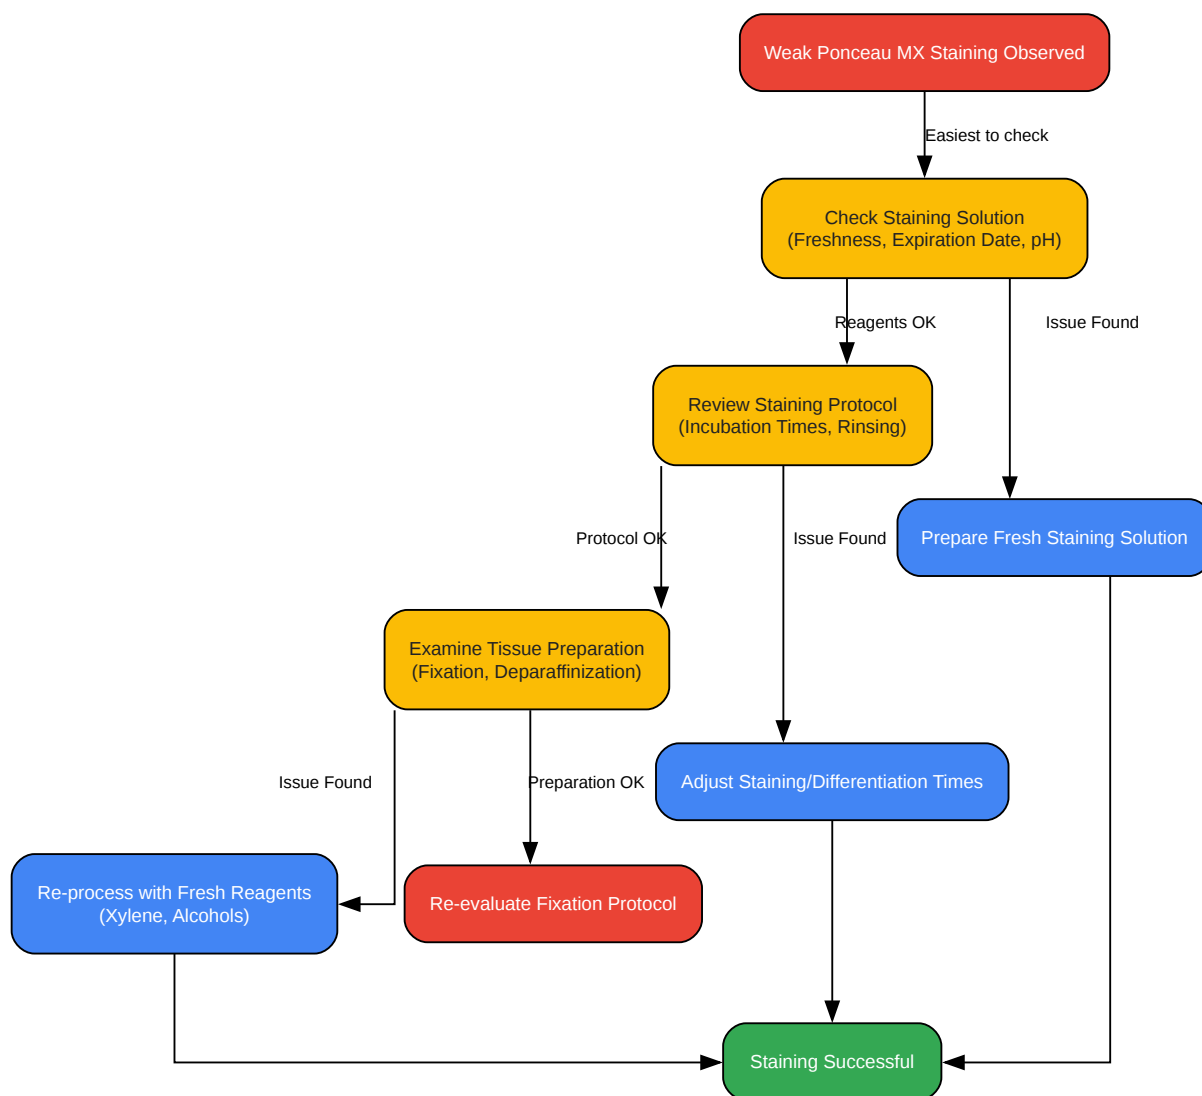 Weak Ponceau MX Staining Observed
Easiest to check
Check Staining Solution
(Freshness, Expiration Date, pH)
Reagents OK
Issue Found
Review Staining Protocol
(Incubation Times, Rinsing)
Protocol OK
Issue Found
Prepare Fresh Staining Solution
Examine Tissue Preparation
(Fixation, Deparaffinization)
Issue Found
Preparation OK
Adjust Staining/Differentiation Times
Re-process with Fresh Reagents
(Xylene, Alcohols)
Re-evaluate Fixation Protocol
Staining Successful